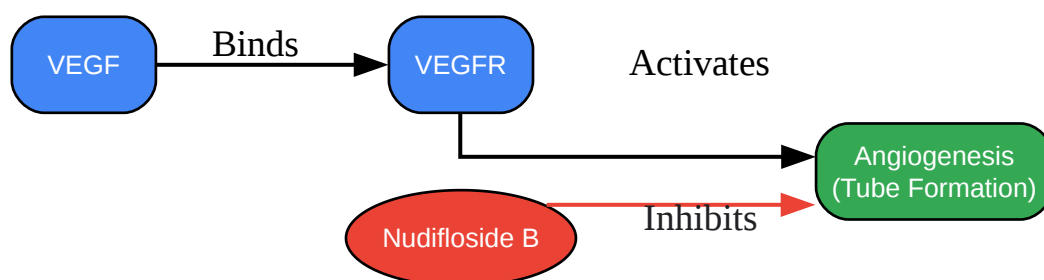 VEGF
Binds
VEGFR
Activates
Angiogenesis
(Tube Formation)
Nudifloside B
Inhibits